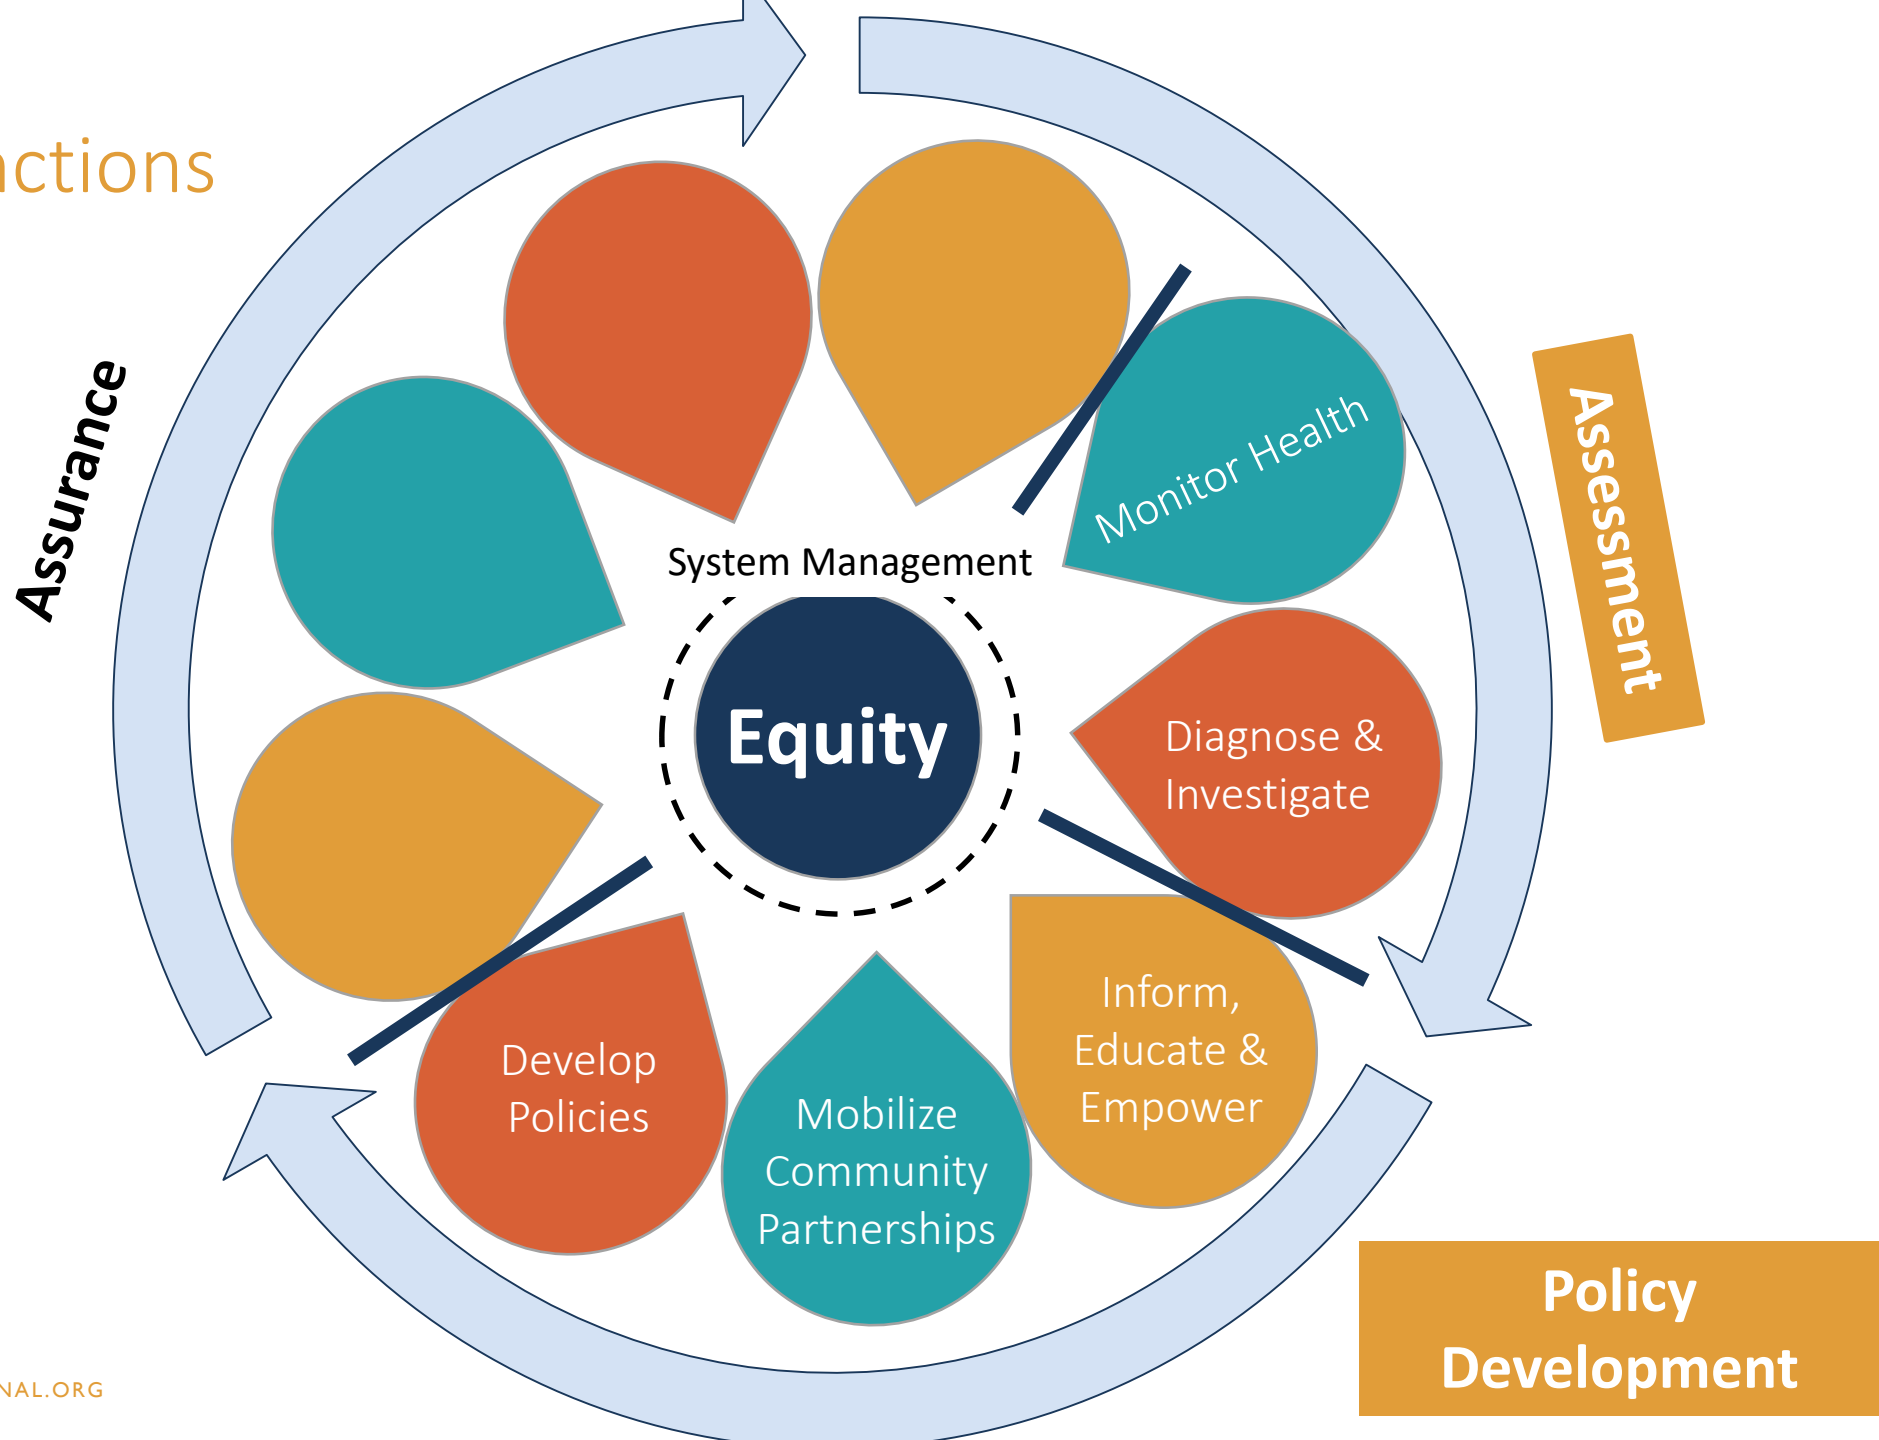 nctions
Assurance
Assessment
Monitor Health
System Management
Equity
Diagnose &
Investigate
Inform,
Educate &
Empower
Mobilize
Community
Partnerships
Develop
Policies
Policy
Development
NAL.ORG